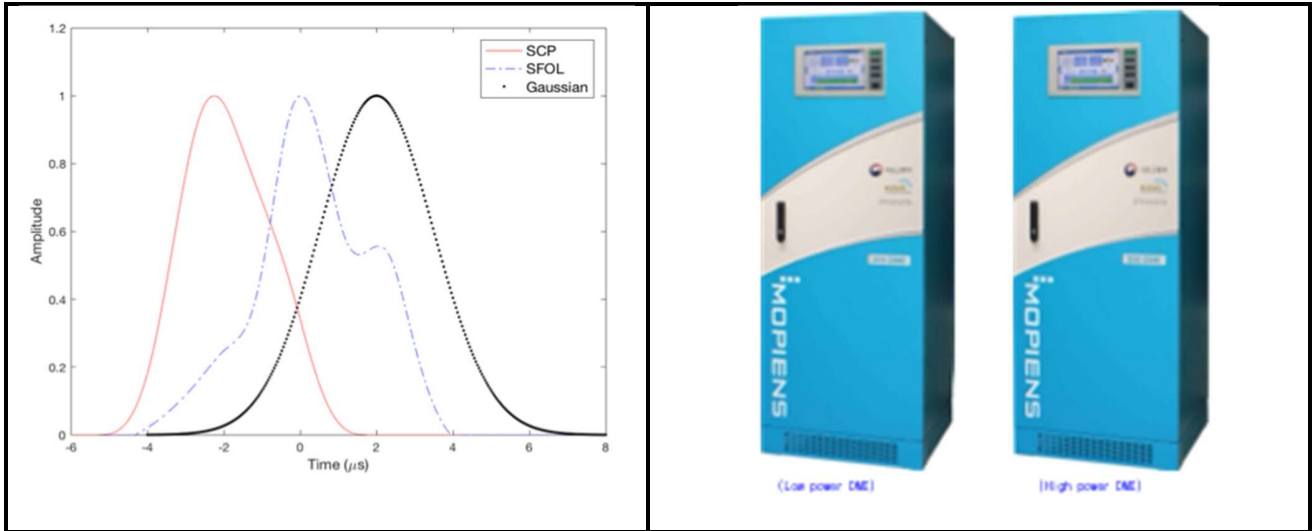 1.2
1
0.8
0.6
0.4
0.2
0
-6
-4
-2
0
2
4
6
8
Amplitude
Time (μs)
SCP
SFOL
Gaussian
MOPIENS
MOPIENS
(Low power DME)
(High power DME)